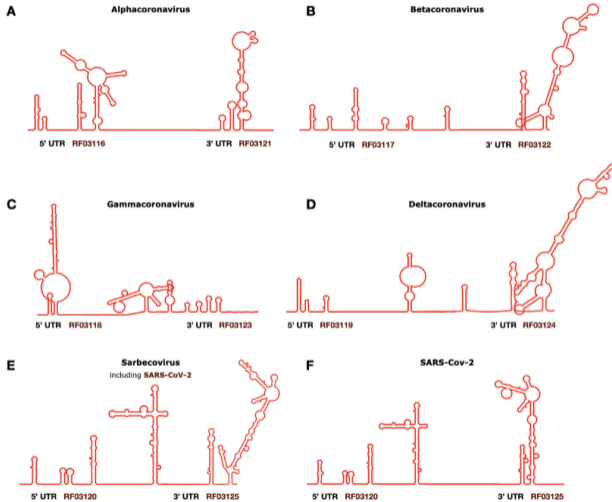 A
Alphacoronavirus
5' UTR RF03116
3' UTR RF03121
B
Betacoronavirus
5' UTR RF03117
3' UTR RF03122
C
Gammacoronavirus
5' UTR RF03118
3' UTR RF03123
D
Deltacoronavirus
5' UTR RF03119
3' UTR RF03124
E
Sarbecovirus
including SARS-CoV-2
5' UTR RF03120
3' UTR RF03125
F
SARS-Cov-2
5' UTR RF03120
3' UTR RF03125